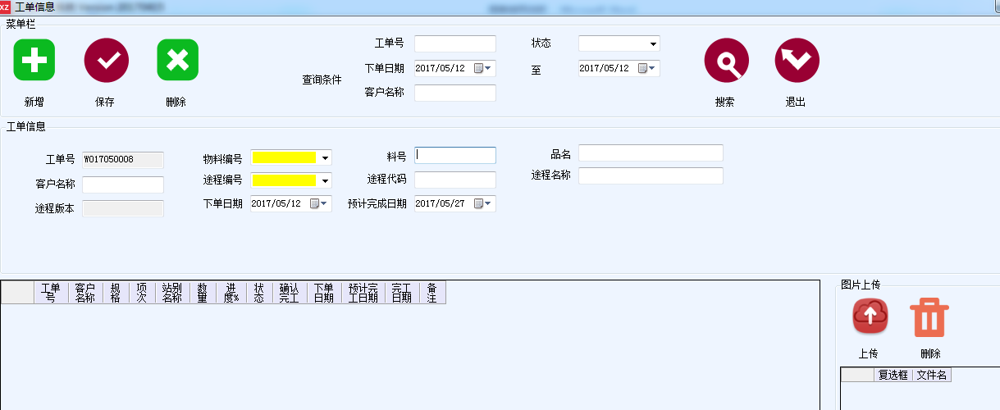 XZ 工单信息
菜单栏
新增 保存 删除
查询条件
工单号 状态
下单日期 2017/05/12 至 2017/05/12
客户名称
搜索 退出
工单信息
工单号 WO17050008 物料编号 料号 品名
客户名称 途程编号 途程代码 途程名称
途程版本 下单日期 2017/05/12 预计完成日期 2017/05/27
工单号 客户名称 规格 项次 站别名称 数量 进度% 状态 确认完工 下单日期 预计完工日期 完工日期 备注
图片上传
上传 删除
复选框 文件名